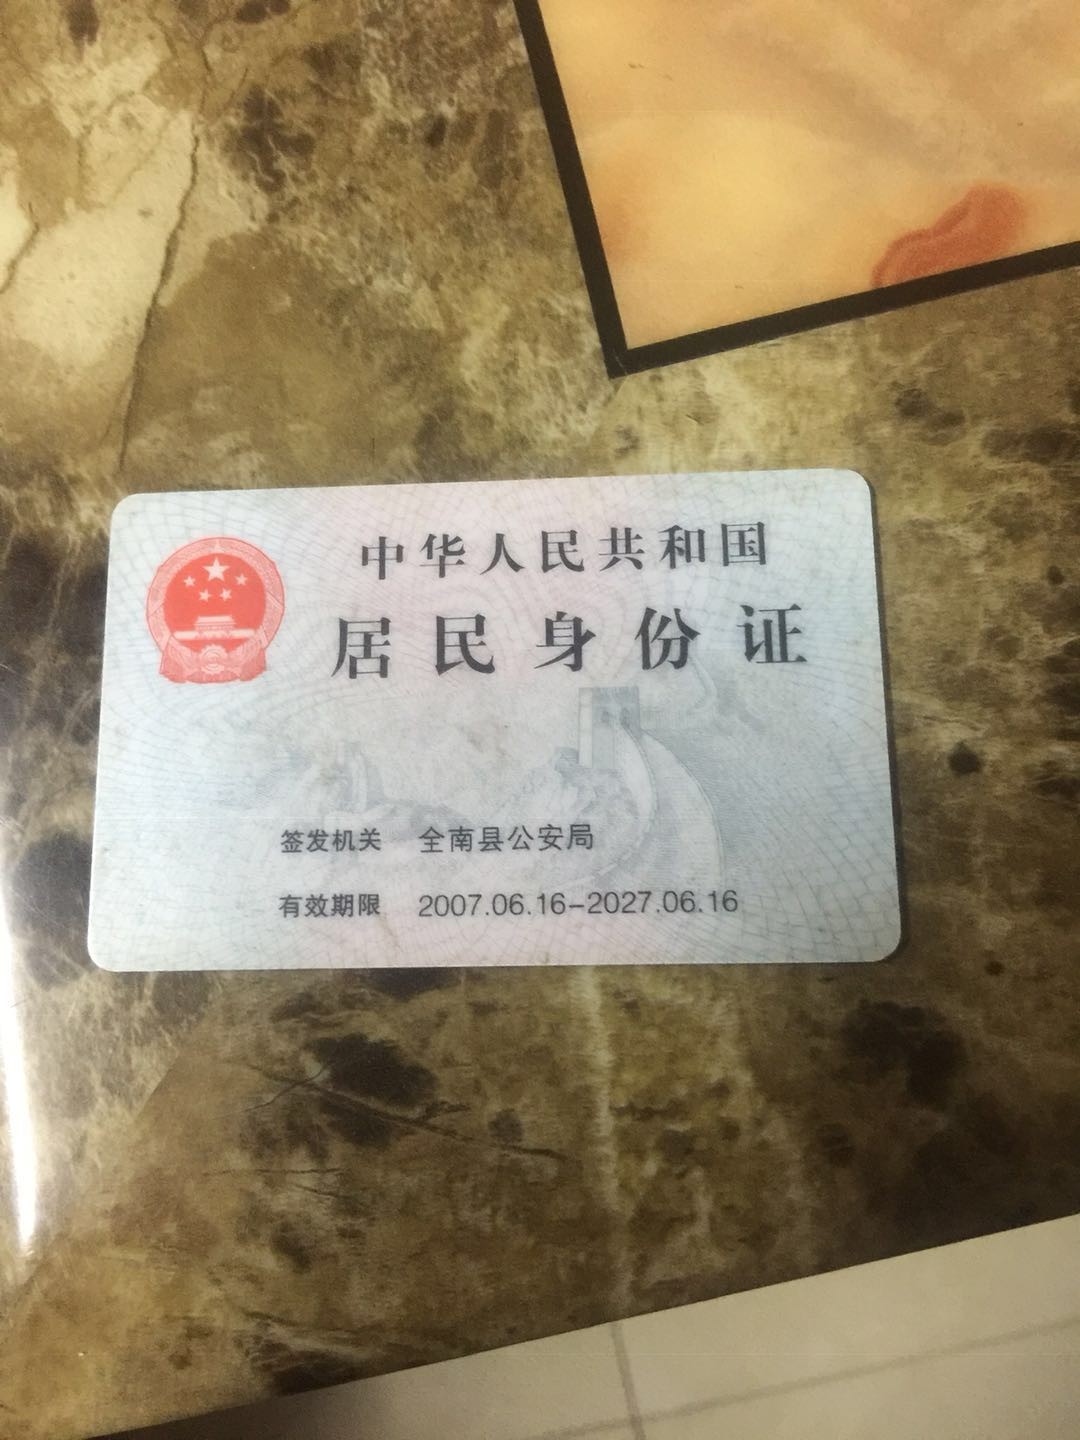 中华人民共和国
居民身份证
签发机关 全南县公安局
有效期限 2007.06.16-2027.06.16